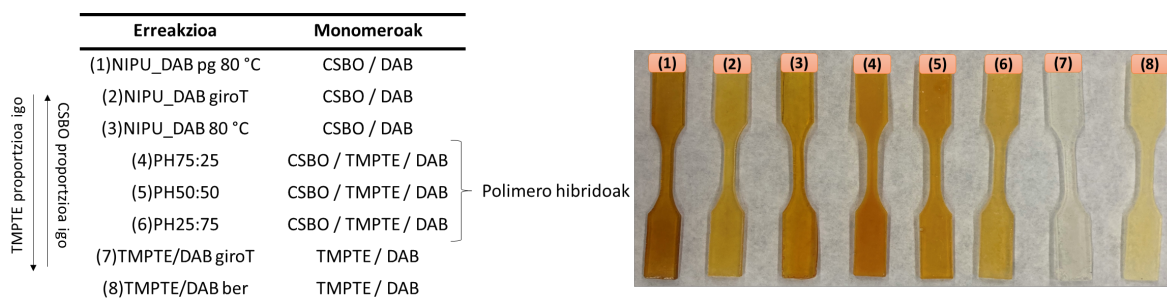 Erreakzioa Monomeroak
(1)NIPU_DAB pg 80 °C CSBO / DAB
(2)NIPU_DAB giroT CSBO / DAB
(3)NIPU_DAB 80 °C CSBO / DAB
(4)PH75:25 CSBO / TMPTE / DAB
(5)PH50:50 CSBO / TMPTE / DAB
(6)PH25:75 CSBO / TMPTE / DAB
(7)TMPTE/DAB giroT TMPTE / DAB
(8)TMPTE/DAB ber TMPTE / DAB
TMPTE proportzioa igo
CSBO proportzioa igo
Polimero hibridoak
(1) (2) (3) (4) (5) (6) (7) (8)